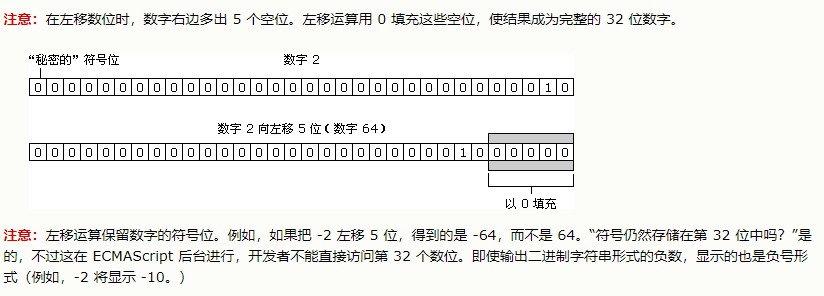 注意：在左移数位时，数字右边多出 5 个空位。左移运算用 0 填充这些空位，使结果成为完整的 32 位数字。
“秘密的”符号位 数字 2
0 0 0 0 0 0 0 0 0 0 0 0 0 0 0 0 0 0 0 0 0 0 0 0 0 0 0 0 0 0 1 0
数字 2 向左移 5 位（数字 64）
0 0 0 0 0 0 0 0 0 0 0 0 0 0 0 0 0 0 0 0 0 0 0 0 0 1 0 0 0 0 0 0
以 0 填充
注意：左移运算保留数字的符号位。例如，如果把 -2 左移 5 位，得到的是 -64，而不是 64。“符号仍然存储在第 32 位中吗？”是
的，不过这在 ECMAScript 后台进行，开发者不能直接访问第 32 个数位。即使输出二进制字符串形式的负数，显示的也是负号形
式（例如，-2 将显示 -10。）